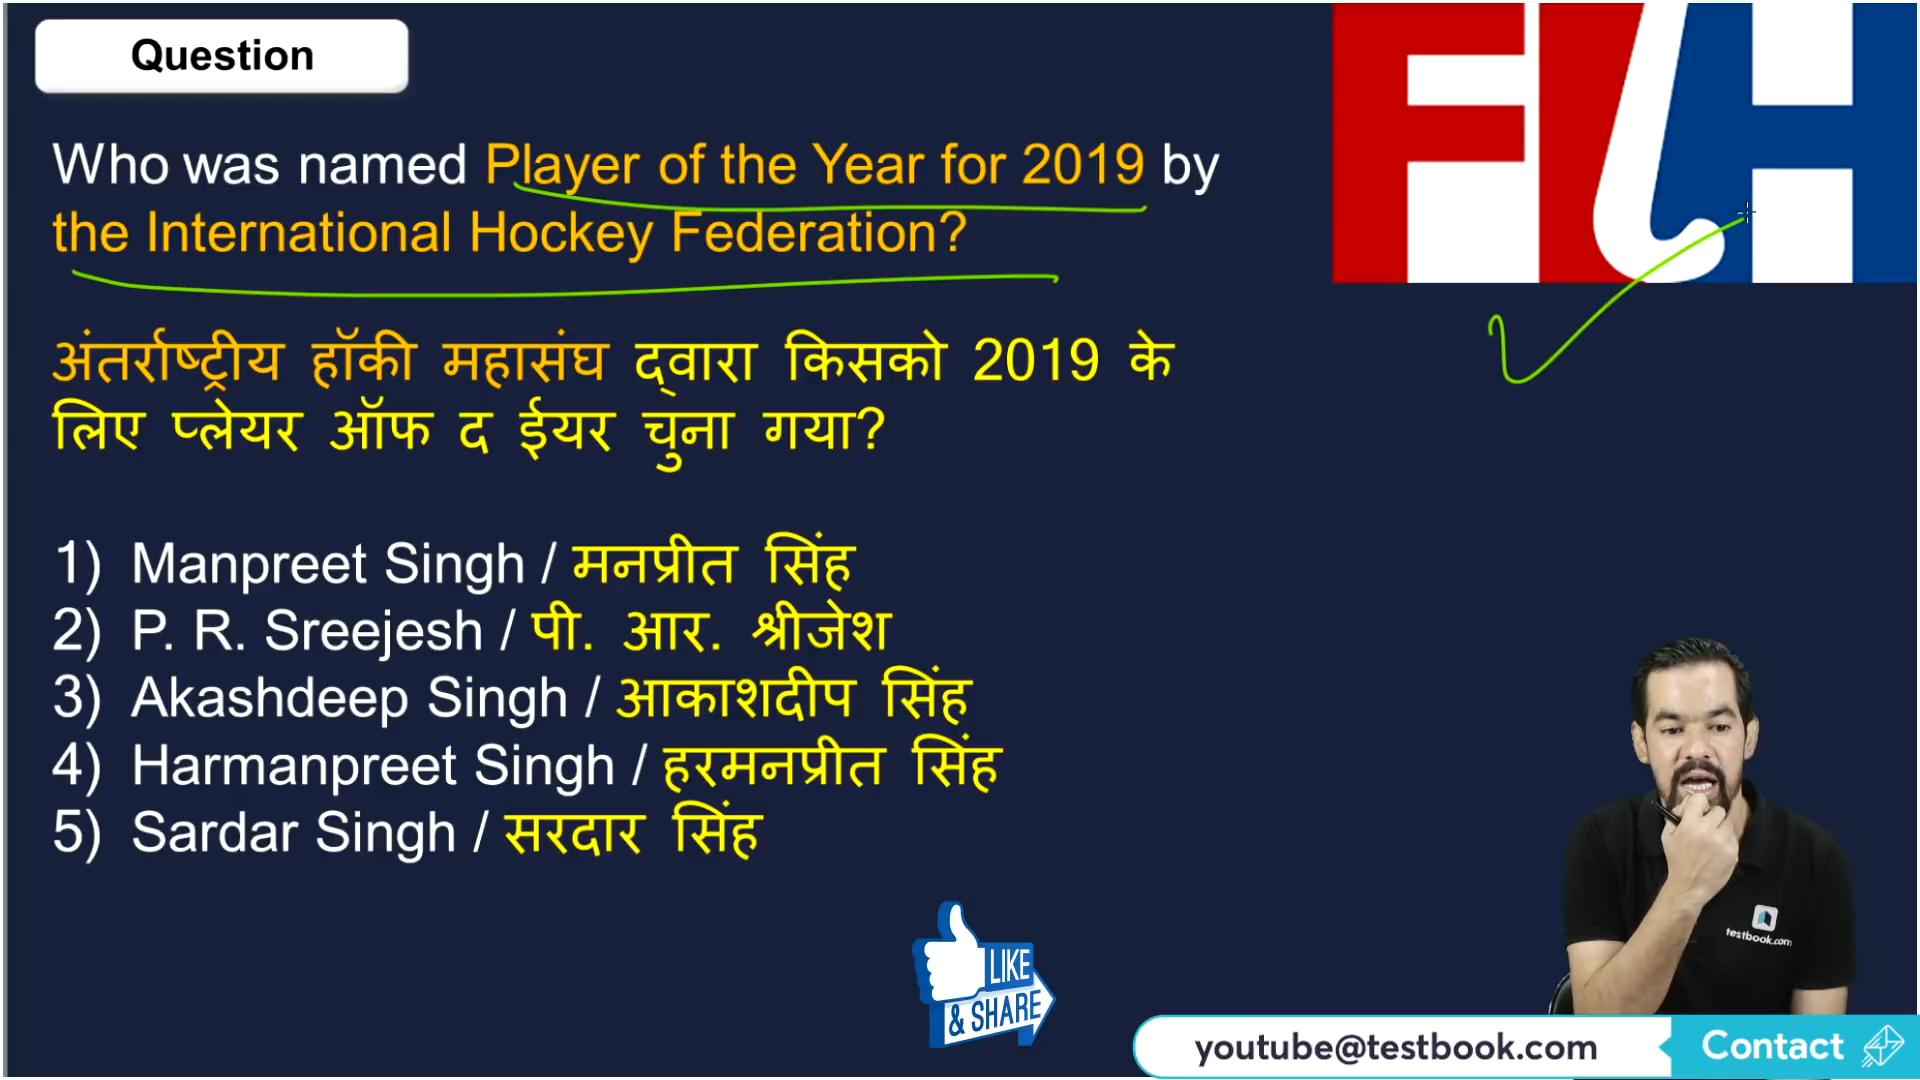 Question
Who was named Player of the Year for 2019 by
the International Hockey Federation?
अंतर्राष्ट्रीय हॉकी महासंघ द्वारा किसको 2019 के
लिए प्लेयर ऑफ द ईयर चुना गया?
1) Manpreet Singh / मनप्रीत सिंह
2) P. R. Sreejesh / पी. आर. श्रीजेश
3) Akashdeep Singh / आकाशदीप सिंह
4) Harmanpreet Singh / हरमनप्रीत सिंह
5) Sardar Singh / सरदार सिंह
FIH
testbook.com
LIKE
& SHARE
youtube@testbook.com
Contact